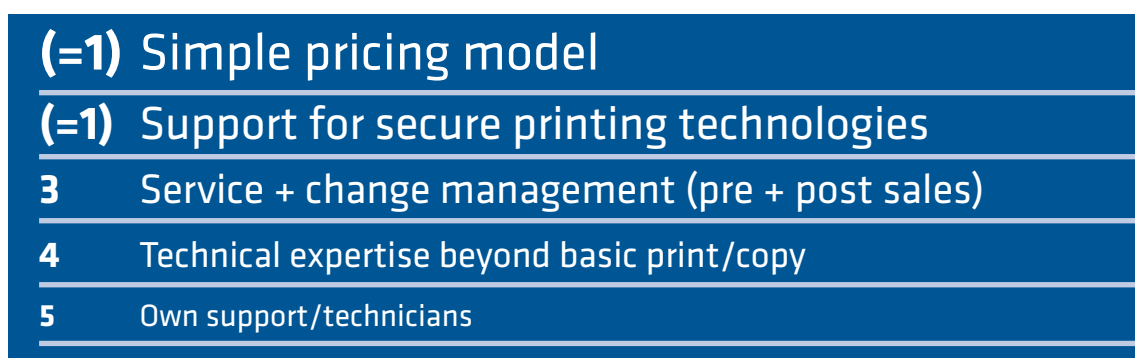 (=1) Simple pricing model
(=1) Support for secure printing technologies
3 Service + change management (pre + post sales)
4 Technical expertise beyond basic print/copy
5 Own support/technicians